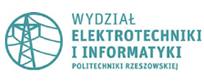 WYDZIAŁ
ELEKTROTECHNIKI
I INFORMATYKI
POLITECHNIKI RZESZOWSKIEJ